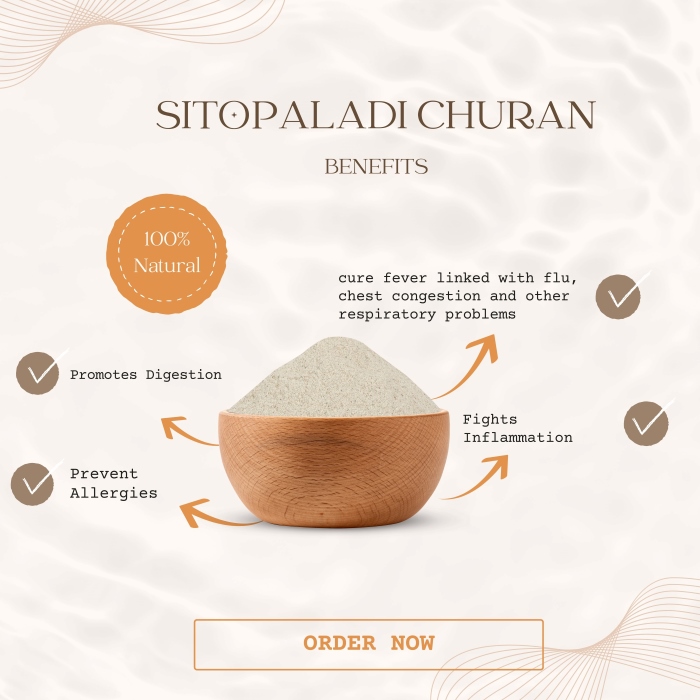 SITOPALADI CHURAN
BENEFITS
100%
Natural
cure fever linked with flu,
chest congestion and other
respiratory problems
Promotes Digestion
Fights
Inflammation
Prevent
Allergies
ORDER NOW